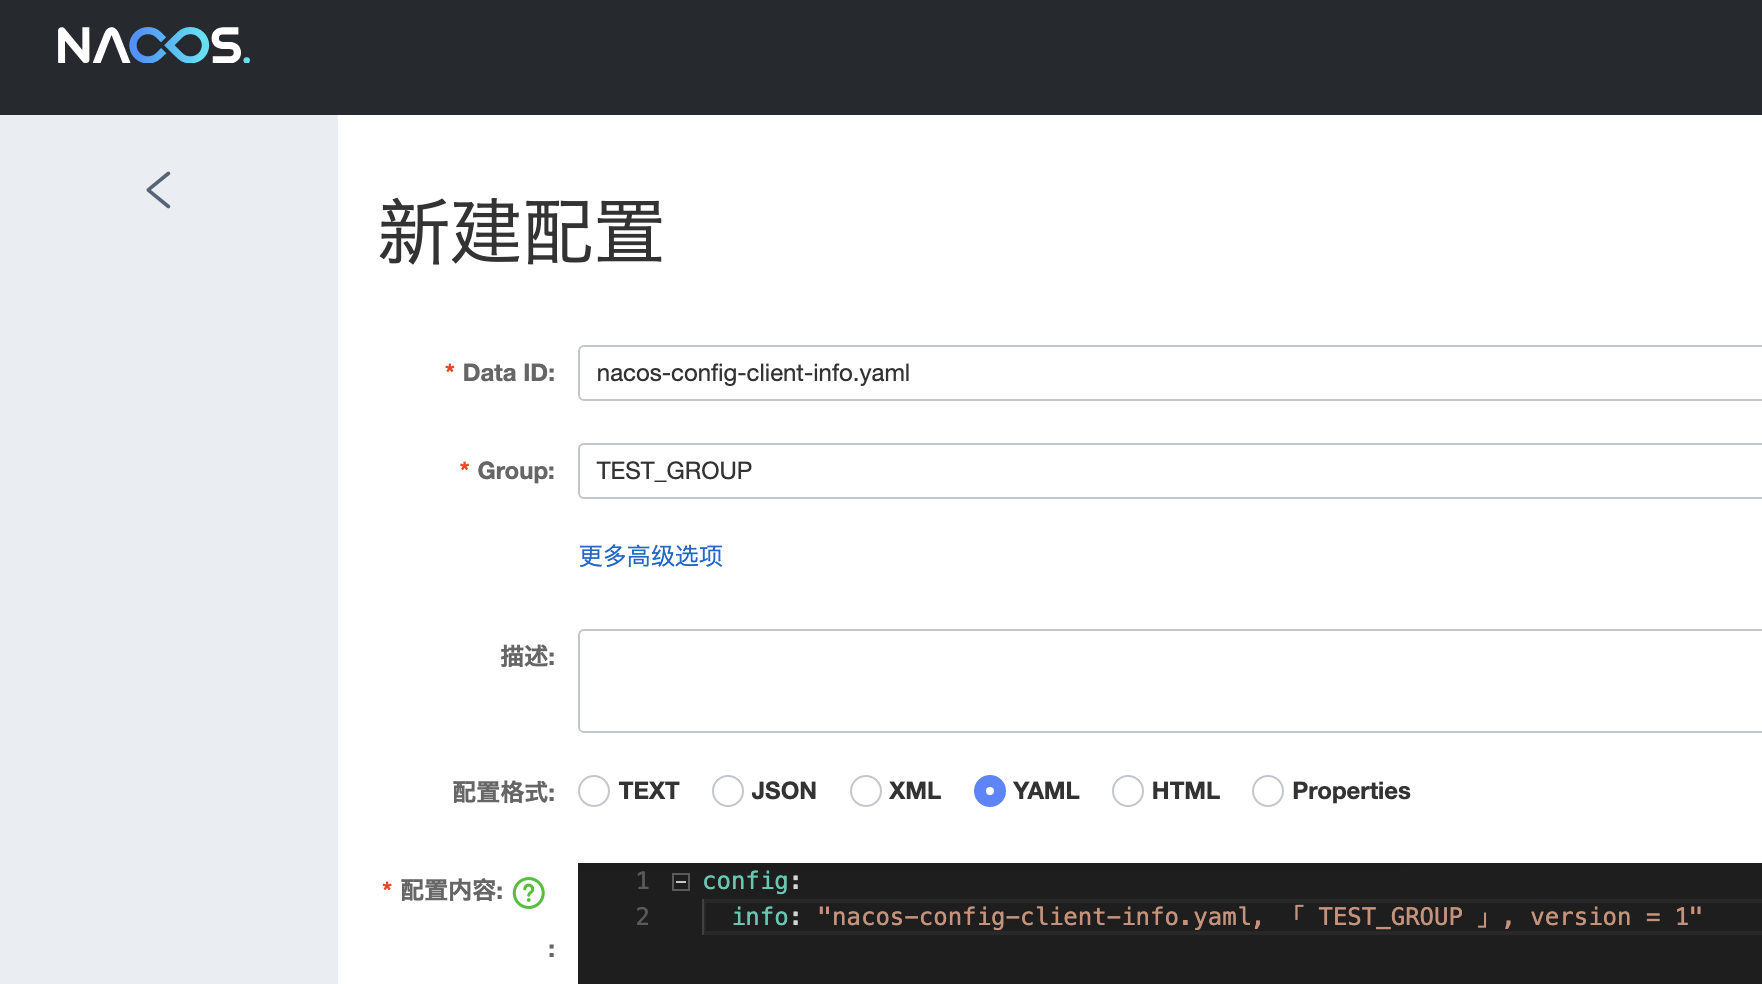 NACOS.
新建配置
* Data ID: nacos-config-client-info.yaml
* Group: TEST_GROUP
更多高级选项
描述:
配置格式: TEXT JSON XML YAML HTML Properties
* 配置内容: ? :
1 config:
2 info: "nacos-config-client-info.yaml, 「 TEST_GROUP 」, version = 1"